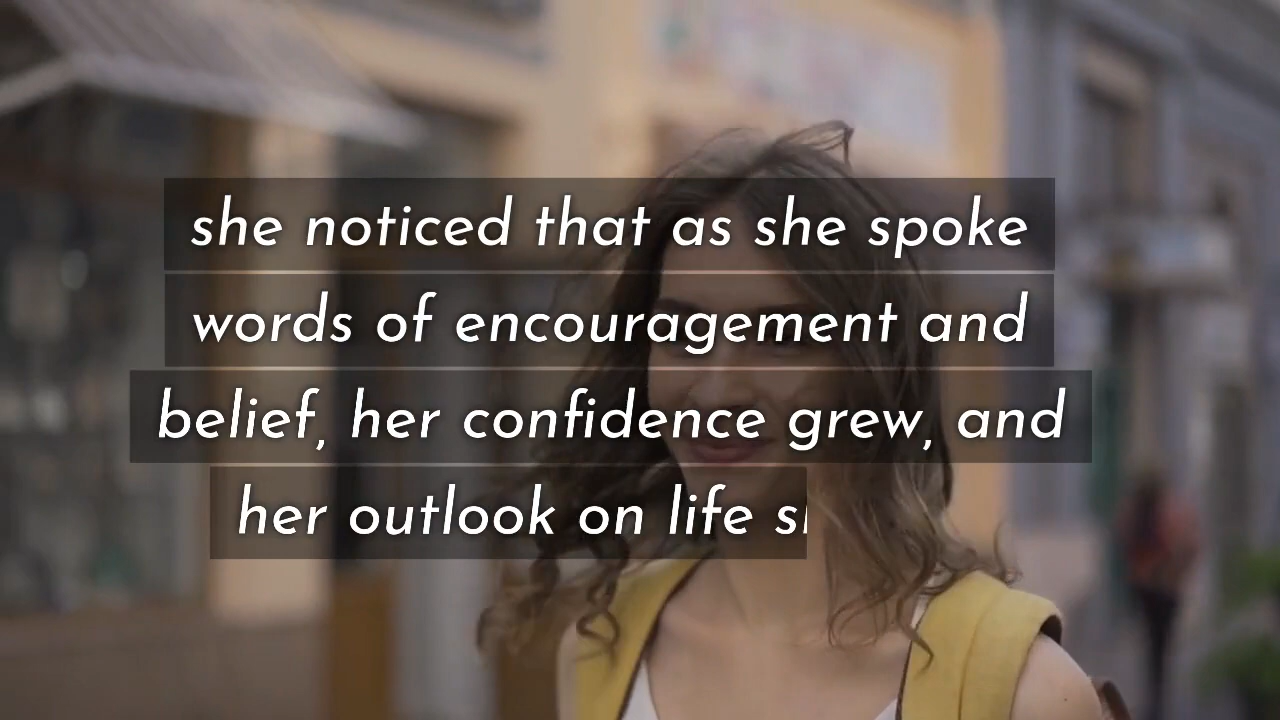 she noticed that as she spoke
words of encouragement and
belief, her confidence grew, and
her outlook on life